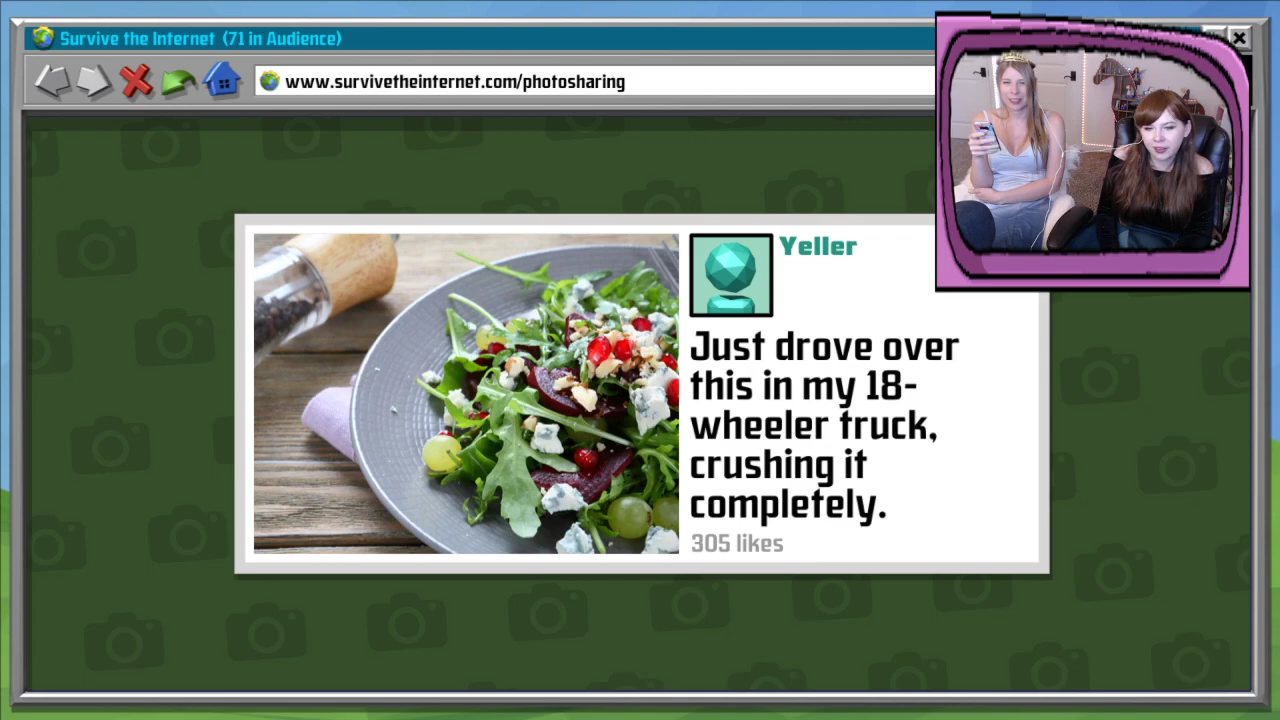 Survive the Internet (71 in Audience)
www.survivetheinternet.com/photosharing
Yeller
Just drove over
this in my 18-
wheeler truck,
crushing it
completely.
305 likes